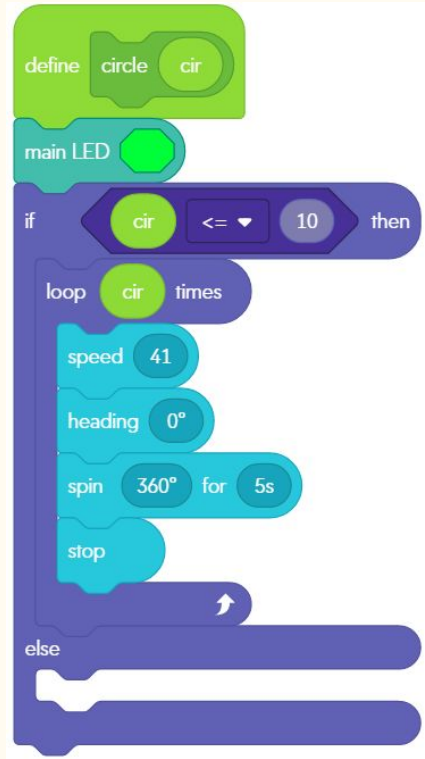 define circle cir
main LED
if cir <= 10 then
loop cir times
speed 41
heading 0°
spin 360° for 5s
stop
else